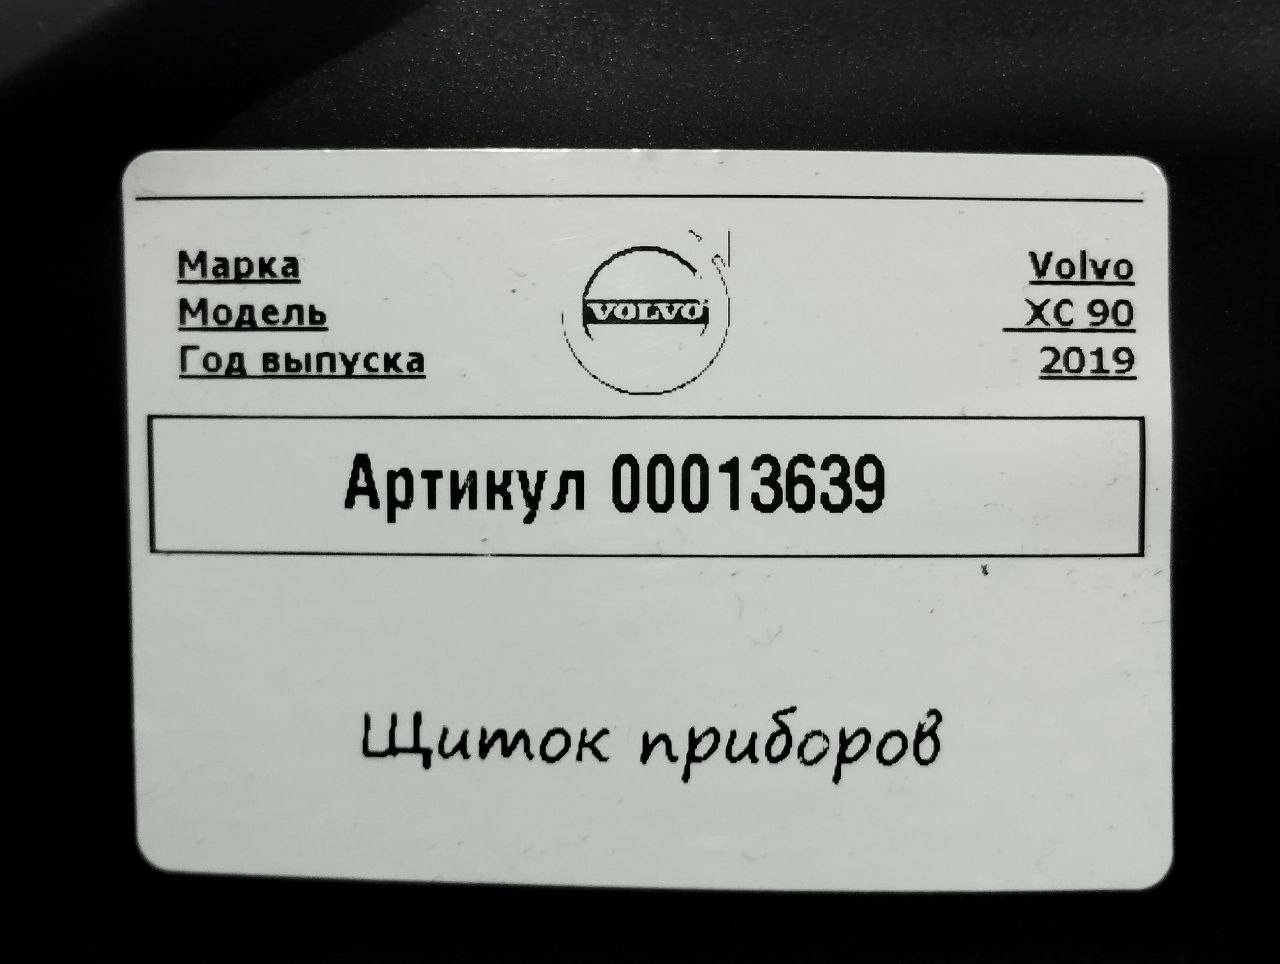 Марка Volvo
Модель XC 90
Год выпуска 2019
VOLVO
Артикул 00013639
Щиток приборов